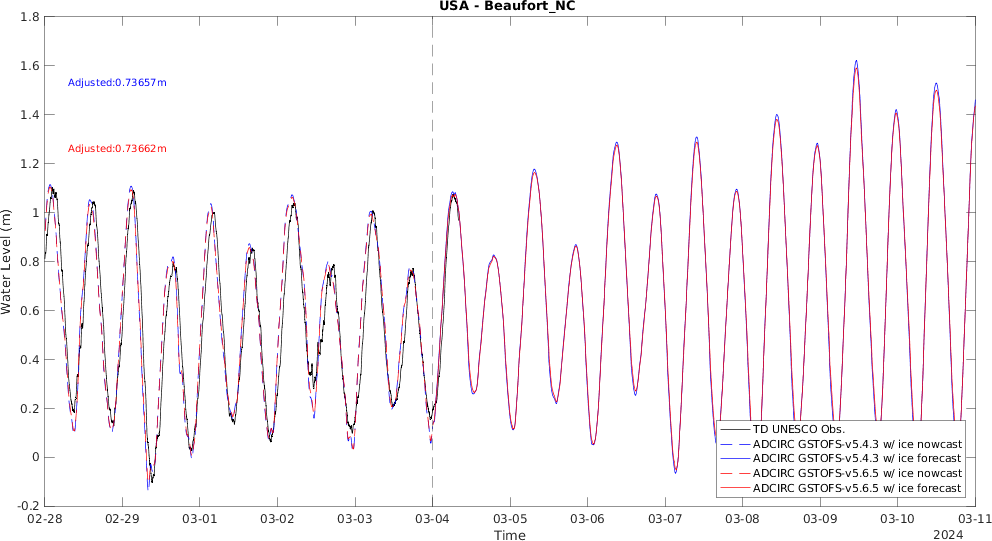 USA - Beaufort_NC
Water Level (m)
1.8
1.6
1.4
1.2
1
0.8
0.6
0.4
0.2
0
-0.2
Adjusted:0.73657m
Adjusted:0.73662m
TD UNESCO Obs.
ADCIRC GSTOFS-v5.4.3 w/ ice nowcast
ADCIRC GSTOFS-v5.4.3 w/ ice forecast
ADCIRC GSTOFS-v5.6.5 w/ ice nowcast
ADCIRC GSTOFS-v5.6.5 w/ ice forecast
02-28 02-29 03-01 03-02 03-03 03-04 03-05 03-06 03-07 03-08 03-09 03-10 03-11
Time
2024